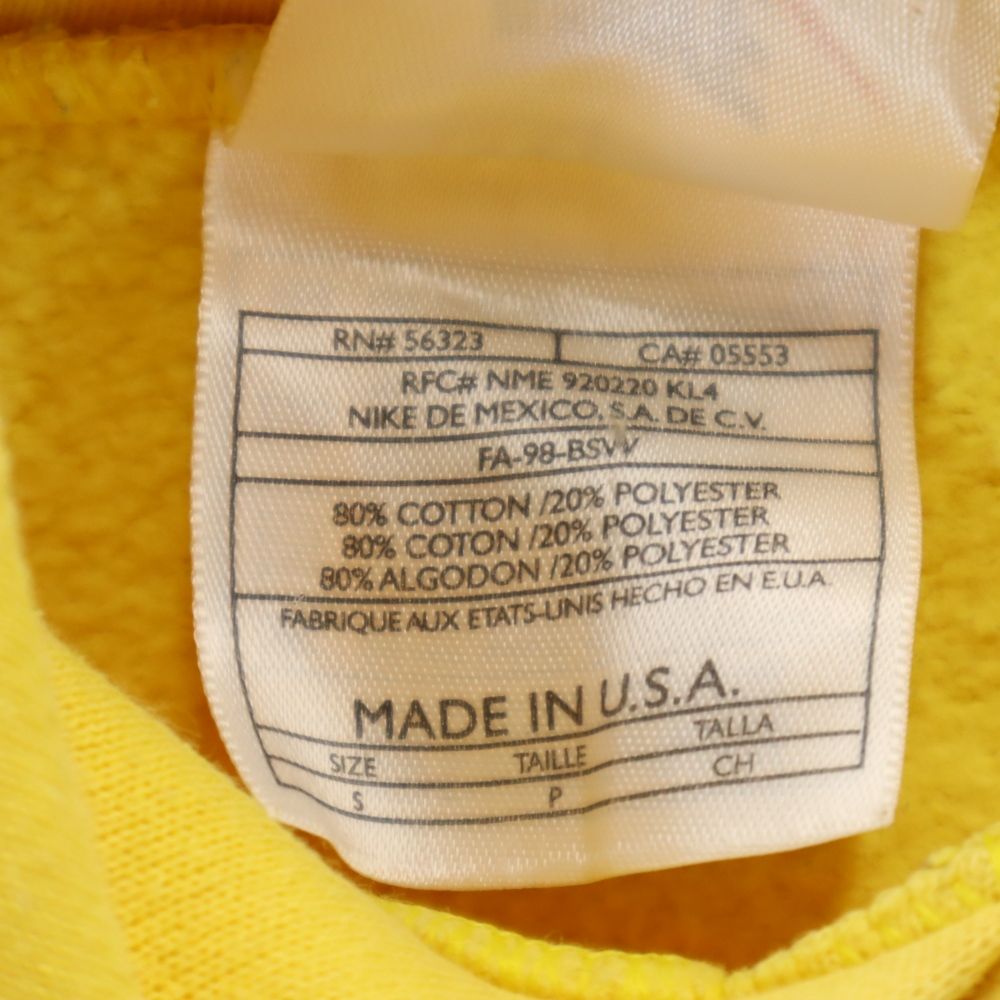 RN# 56323 CA# 05553
RFC# NME 920220 KL4
NIKE DE MEXICO, S.A. DE C.V.
FA-98-BSW
80% COTTON /20% POLYESTER
80% COTON /20% POLYESTER
80% ALGODON /20% POLYESTER
FABRIQUE AUX ETATS-UNIS HECHO EN E.U.A.
MADE IN U.S.A.
SIZE TAILLE TALLA
S P CH